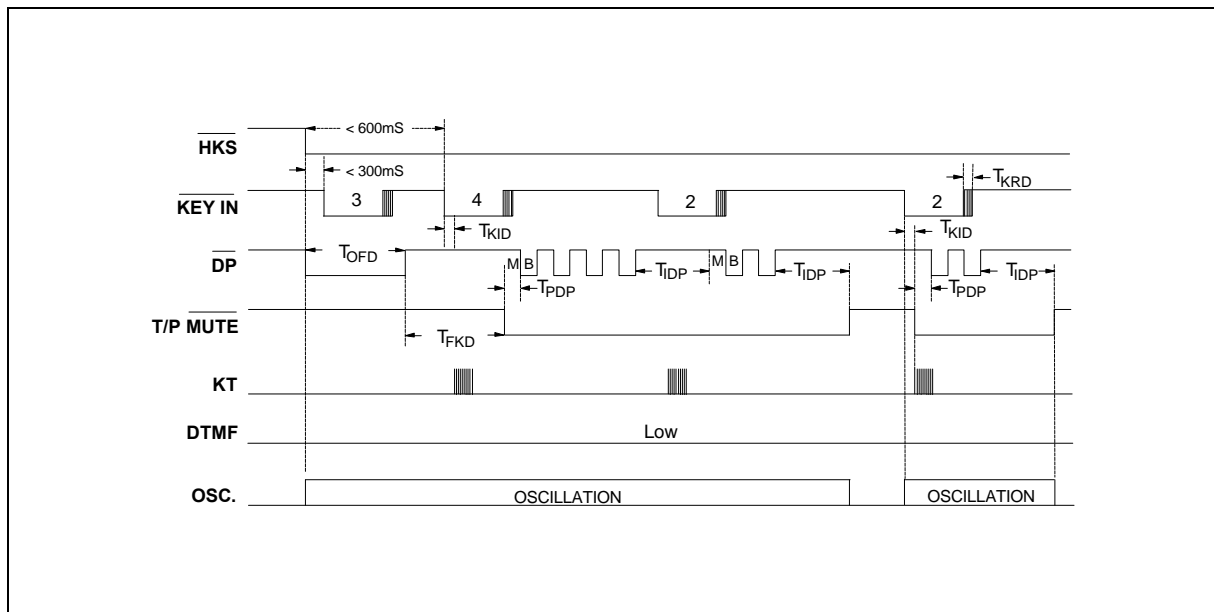 < 600mS
HKS
< 300mS
KEY IN 3 4 2 2 TKRD
TKID TKID
DP TOFD M B TIDP M B TIDP TIDP
TPDP TPDP
T/P MUTE
TFKD
KT
DTMF Low
OSC. OSCILLATION OSCILLATION